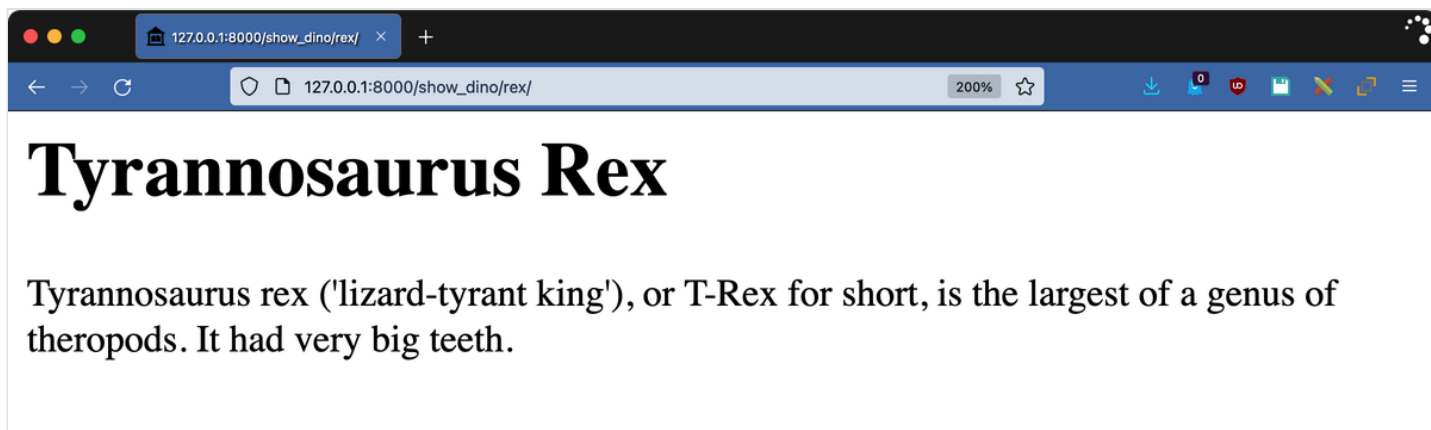 127.0.0.1:8000/show_dino/rex/
127.0.0.1:8000/show_dino/rex/ 200% 0 UD
Tyrannosaurus Rex
Tyrannosaurus rex ('lizard-tyrant king'), or T-Rex for short, is the largest of a genus of
theropods. It had very big teeth.